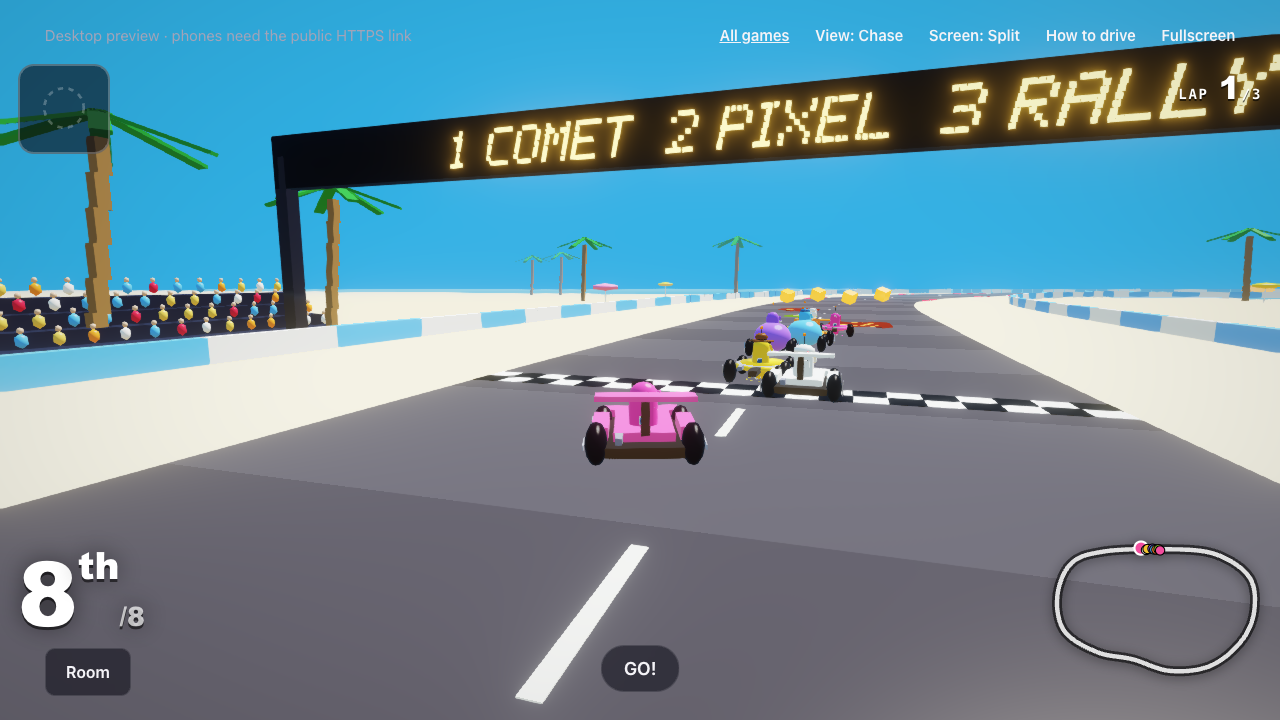 Desktop preview · phones need the public HTTPS link
All games View: Chase Screen: Split How to drive Fullscreen
LAP 1/3
1 COMET 2 PIXEL 3 RALLY
8th /8
Room
GO!